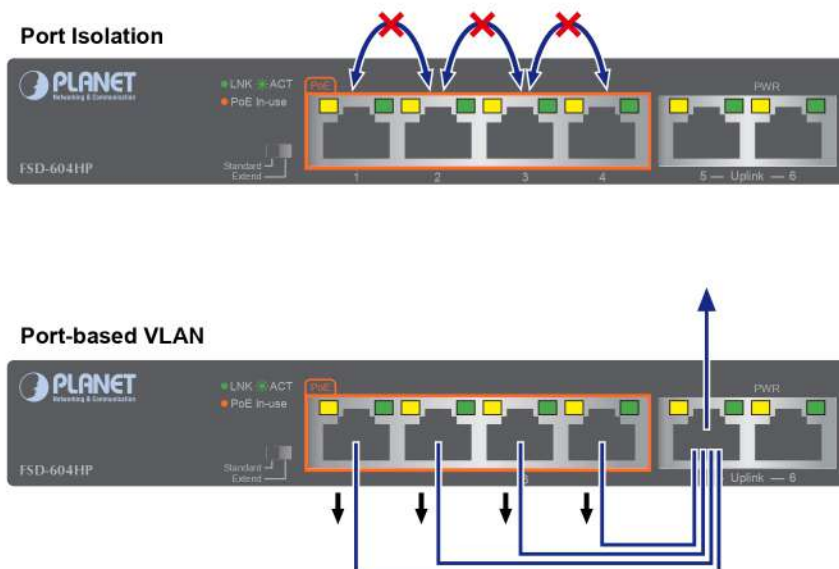 Port Isolation
PLANET
Networking & Communication
LNK ACT
PoE In-use
PoE
PWR
Standard
Extend
FSD-604HP
1 2 3 4
5 — Uplink — 6
Port-based VLAN
PLANET
Networking & Communication
LNK ACT
PoE In-use
PoE
PWR
Standard
Extend
FSD-604HP
3
Uplink — 6